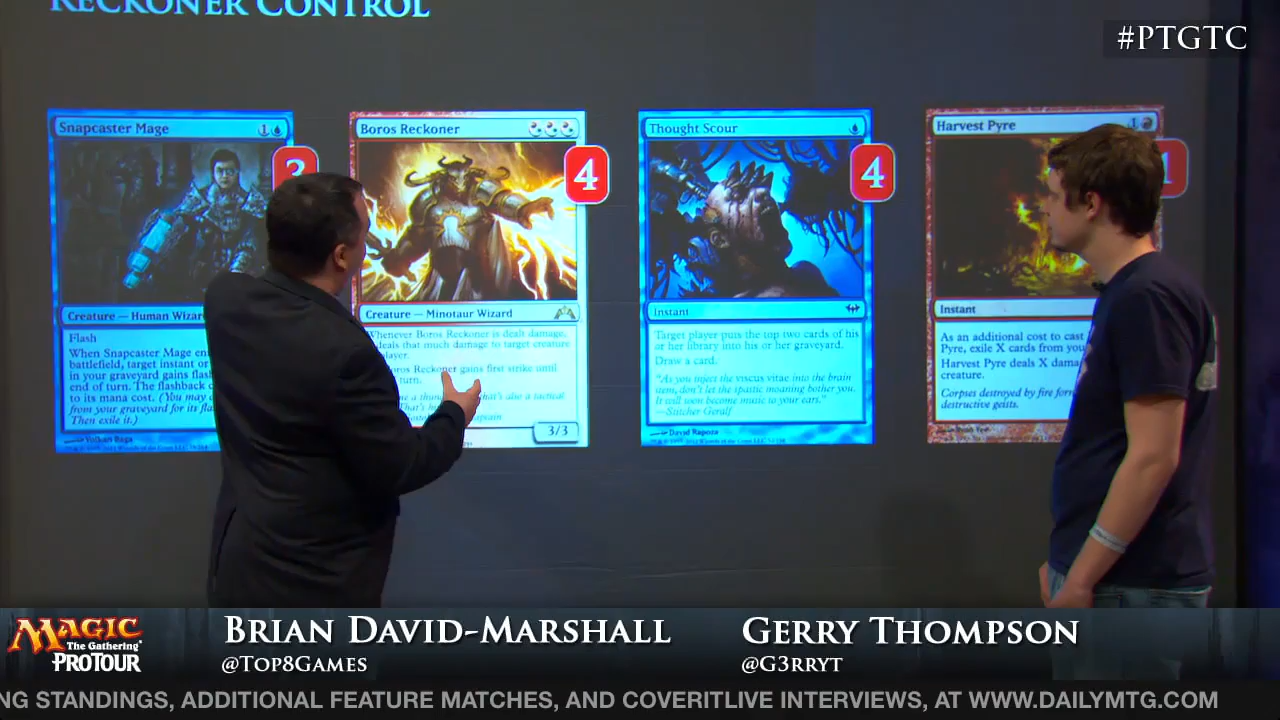 RECKONER CONTROL
#PTGTC
Snapcaster Mage
1
3
Creature — Human Wizard
Flash
When Snapcaster Mage
battlefield, target instant or
in your graveyard gains
end of turn. The flashback
to its mana cost. (You may
from your graveyard for its
Then exile it.)
Volkan Baga
Boros Reckoner
4
Creature — Minotaur Wizard
Whenever Boros Reckoner is dealt damage,
deals that much damage to target creature
player.
Boros Reckoner gains first strike until
turn.
3/3
Thought Scour
4
Instant
Target player puts the top two cards of his
or her library into his or her graveyard.
Draw a card.
"As you inject the viscus vitae into the brain
stem, don't let the spastic moaning bother you.
It will soon become music to your ears."
—Stitcher Geralf
David Rapoza
Harvest Pyre
1
1
Instant
As an additional cost to cast
Pyre, exile X cards from
Harvest Pyre deals X
creature.
Corpses destroyed by fire
destructive geists.
MAGIC
The Gathering
PRO TOUR
BRIAN DAVID-MARSHALL
@TOP8GAMES
GERRY THOMPSON
@G3RRYT
NG STANDINGS, ADDITIONAL FEATURE MATCHES, AND COVERITLIVE INTERVIEWS, AT WWW.DAILYMTG.COM